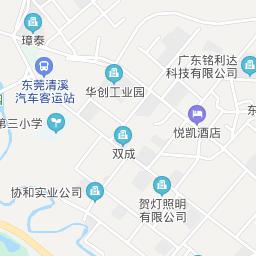 璋泰
广东铭利达
科技有限公司
东莞清溪
汽车客运站
华创工业园
园
第三小学
悦凯酒店
东
双成
协和实业公司
贺灯照明
有限公司